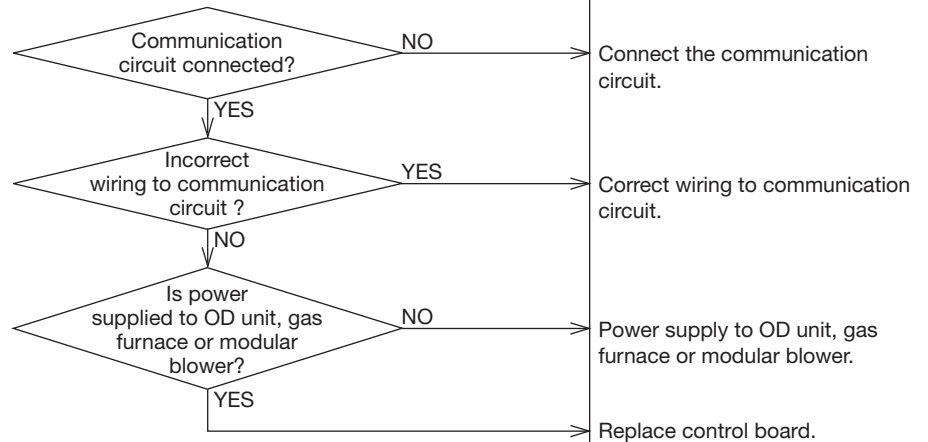 Communication
circuit connected?
NO
Connect the communication
circuit.
YES
Incorrect
wiring to communication
circuit ?
YES
Correct wiring to communication
circuit.
NO
Is power
supplied to OD unit, gas
furnace or modular
blower?
NO
Power supply to OD unit, gas
furnace or modular blower.
YES
Replace control board.